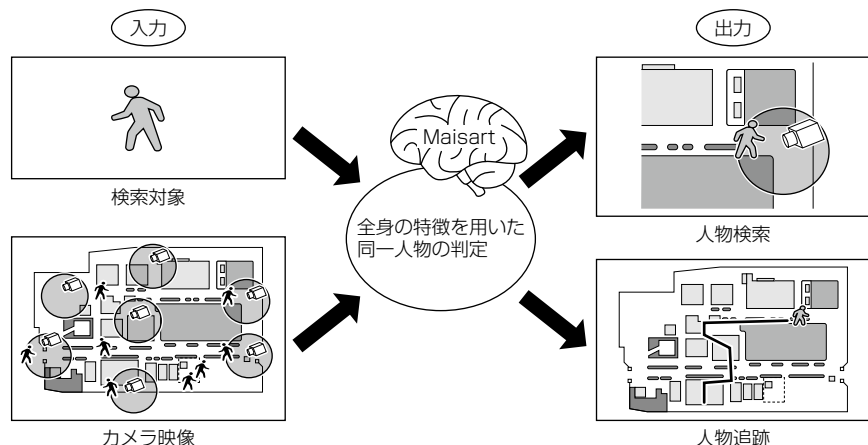 入力
検索対象
カメラ映像
Maisart
全身の特徴を用いた
同一人物の判定
出力
人物検索
人物追跡